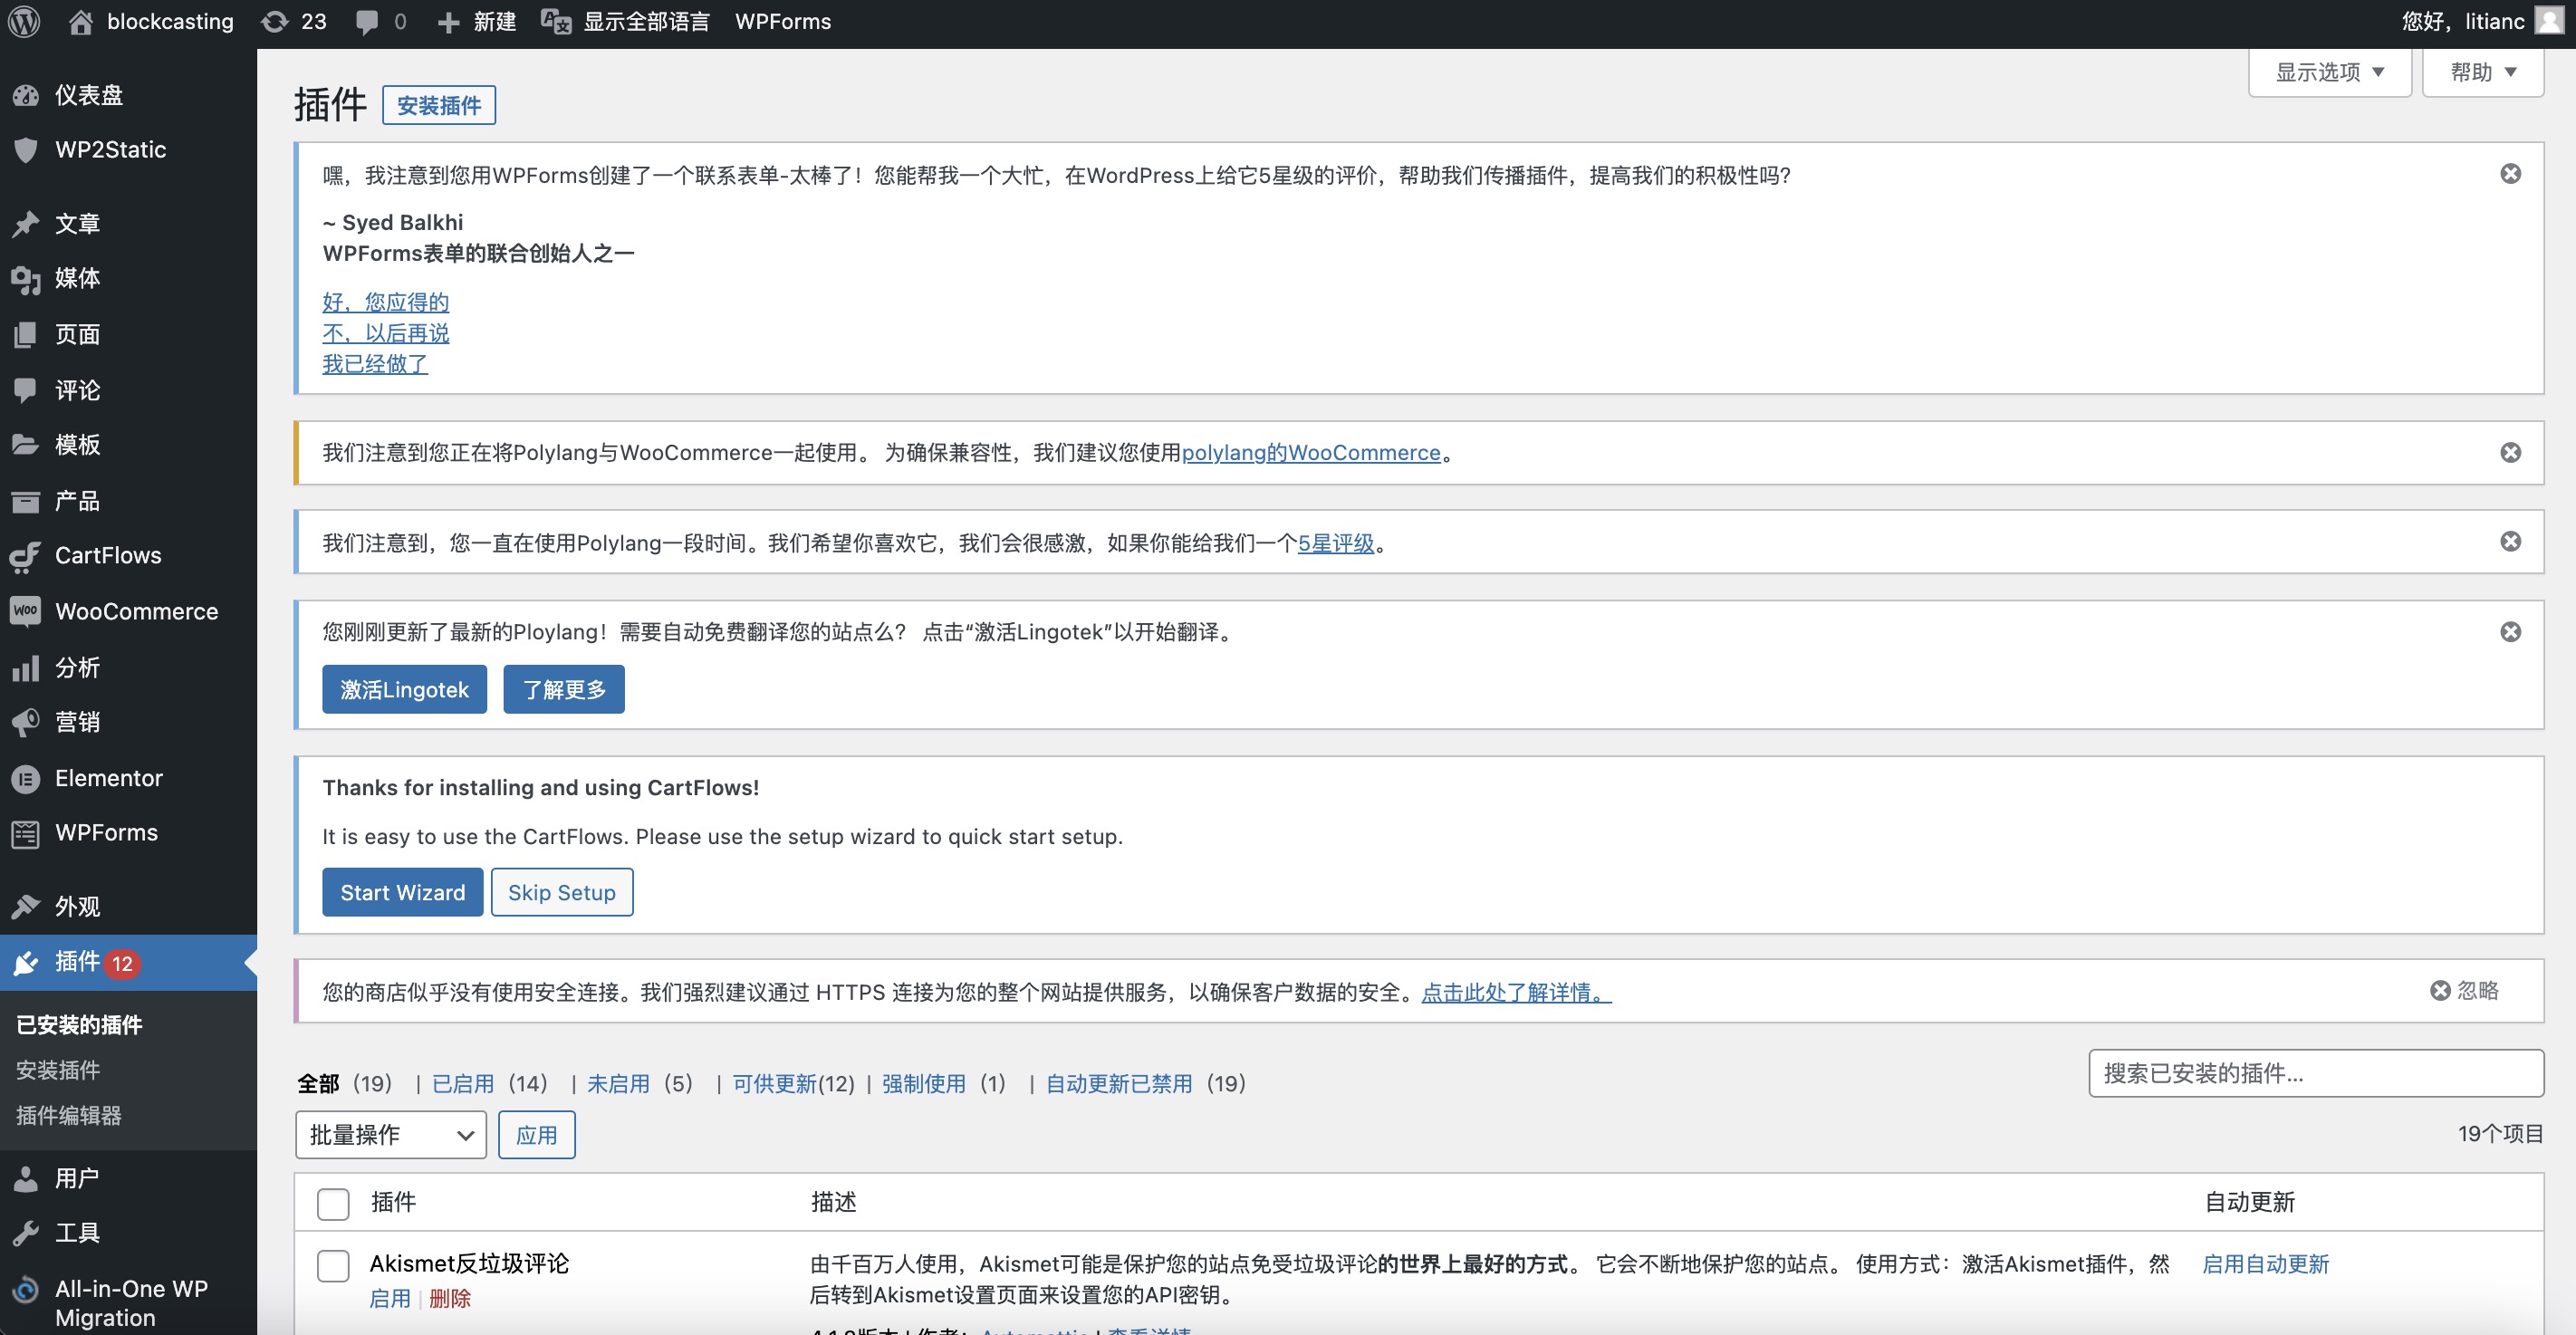 blockcasting 23 0 新建 显示全部语言 WPForms 您好，litianc
仪表盘
WP2Static
文章
媒体
页面
评论
模板
产品
CartFlows
WooCommerce
分析
营销
Elementor
WPForms
外观
插件 12
已安装的插件
安装插件
插件编辑器
用户
工具
All-in-One WP
Migration
显示选项 帮助
插件 安装插件
嘿，我注意到您用WPForms创建了一个联系表单-太棒了！您能帮我一个大忙，在WordPress上给它5星级的评价，帮助我们传播插件，提高我们的积极性吗?
~ Syed Balkhi
WPForms表单的联合创始人之一
好，您应得的
不，以后再说
我已经做了
我们注意到您正在将Polylang与WooCommerce一起使用。 为确保兼容性，我们建议您使用polylang的WooCommerce。
我们注意到，您一直在使用Polylang一段时间。我们希望你喜欢它，我们会很感激，如果你能给我们一个5星评级。
您刚刚更新了最新的Ploylang！需要自动免费翻译您的站点么？ 点击“激活Lingotek”以开始翻译。
激活Lingotek 了解更多
Thanks for installing and using CartFlows!
It is easy to use the CartFlows. Please use the setup wizard to quick start setup.
Start Wizard Skip Setup
您的商店似乎没有使用安全连接。我们强烈建议通过 HTTPS 连接为您的整个网站提供服务，以确保客户数据的安全。点击此处了解详情。 忽略
全部（19） | 已启用（14） | 未启用（5） | 可供更新(12) | 强制使用（1） | 自动更新已禁用（19）
搜索已安装的插件...
批量操作 应用 19个项目
插件 描述 自动更新
Akismet反垃圾评论
启用 | 删除
由千百万人使用，Akismet可能是保护您的站点免受垃圾评论的世界上最好的方式。 它会不断地保护您的站点。 使用方式：激活Akismet插件，然
后转到Akismet设置页面来设置您的API密钥。
启用自动更新